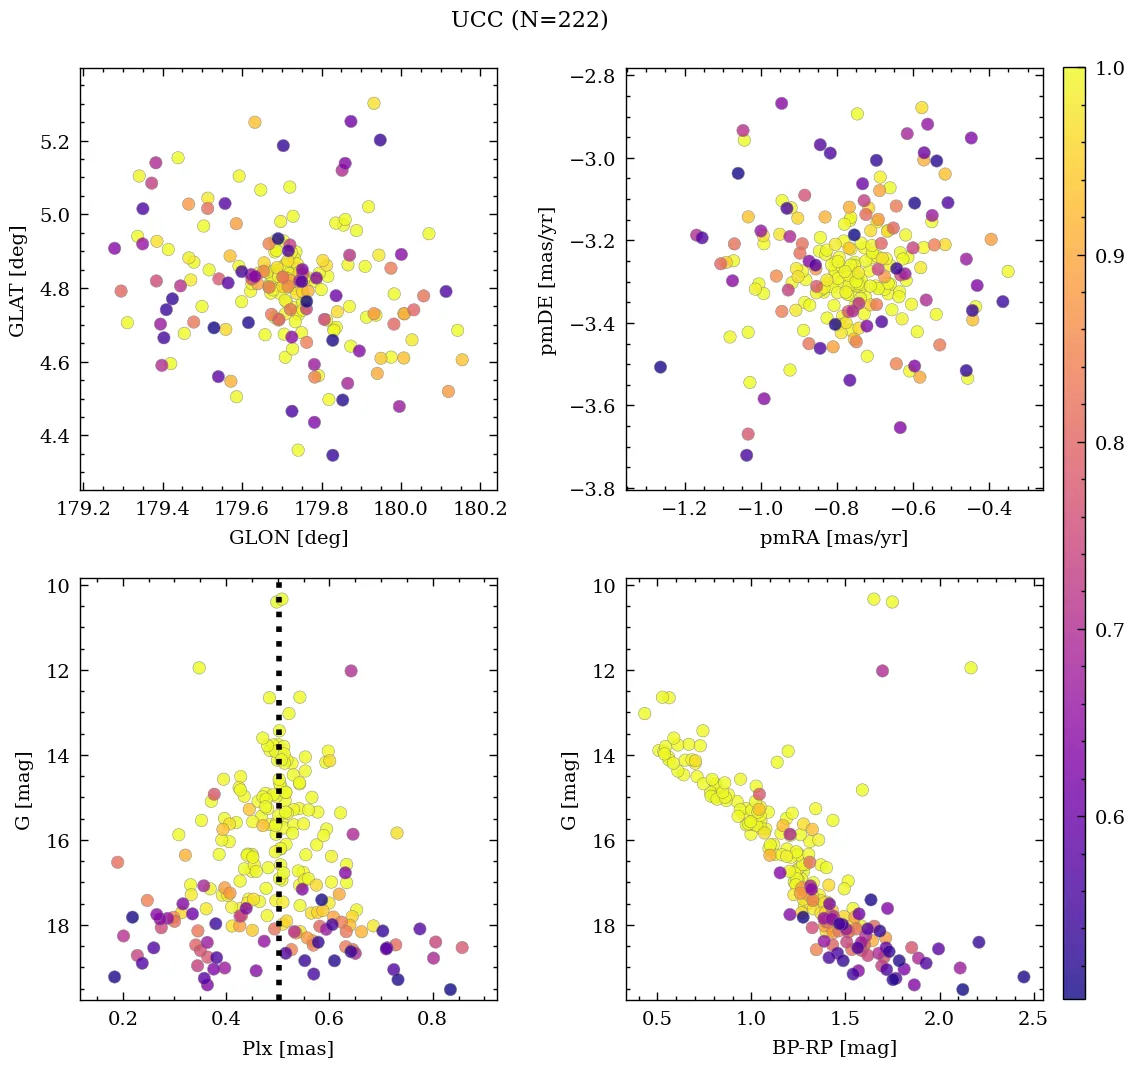 UCC (N=222)
5.2
5.0
4.8
4.6
4.4
GLAT [deg]
179.2 179.4 179.6 179.8 180.0 180.2
GLON [deg]
−2.8
−3.0
−3.2
−3.4
−3.6
−3.8
pmDE [mas/yr]
−1.2 −1.0 −0.8 −0.6 −0.4
pmRA [mas/yr]
1.0
0.9
0.8
0.7
0.6
10
12
14
16
18
G [mag]
0.2 0.4 0.6 0.8
Plx [mas]
10
12
14
16
18
G [mag]
0.5 1.0 1.5 2.0 2.5
BP-RP [mag]